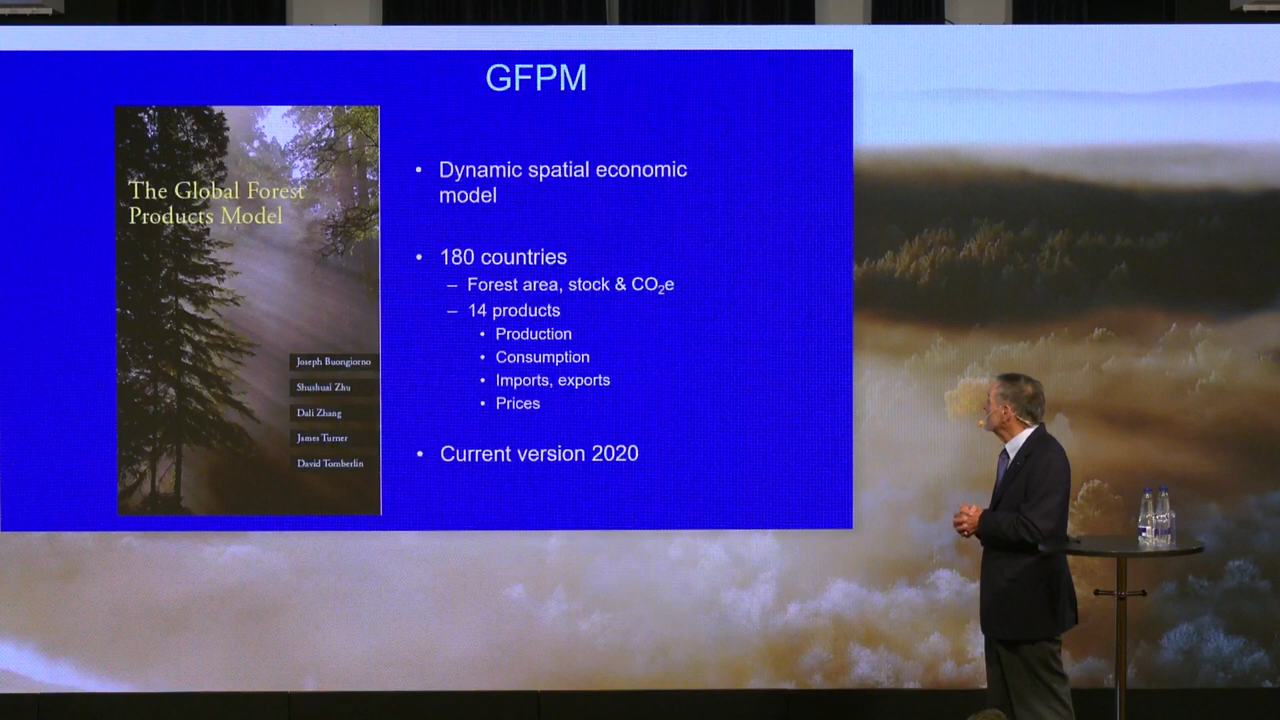 GFPM
The Global Forest
Products Model
Joseph Buongiorno
Shushuai Zhu
Dali Zhang
James Turner
David Tomberlin
• Dynamic spatial economic
model
• 180 countries
– Forest area, stock & CO₂e
– 14 products
• Production
• Consumption
• Imports, exports
• Prices
• Current version 2020